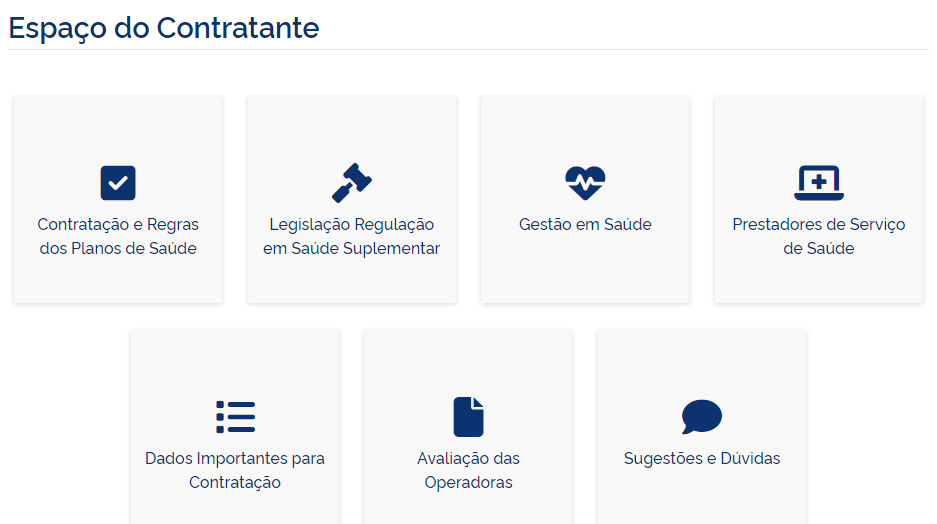 Espaço do Contratante
Contratação e Regras
dos Planos de Saúde
Legislação Regulação
em Saúde Suplementar
Gestão em Saúde
Prestadores de Serviço
de Saúde
Dados Importantes para
Contratação
Avaliação das
Operadoras
Sugestões e Dúvidas